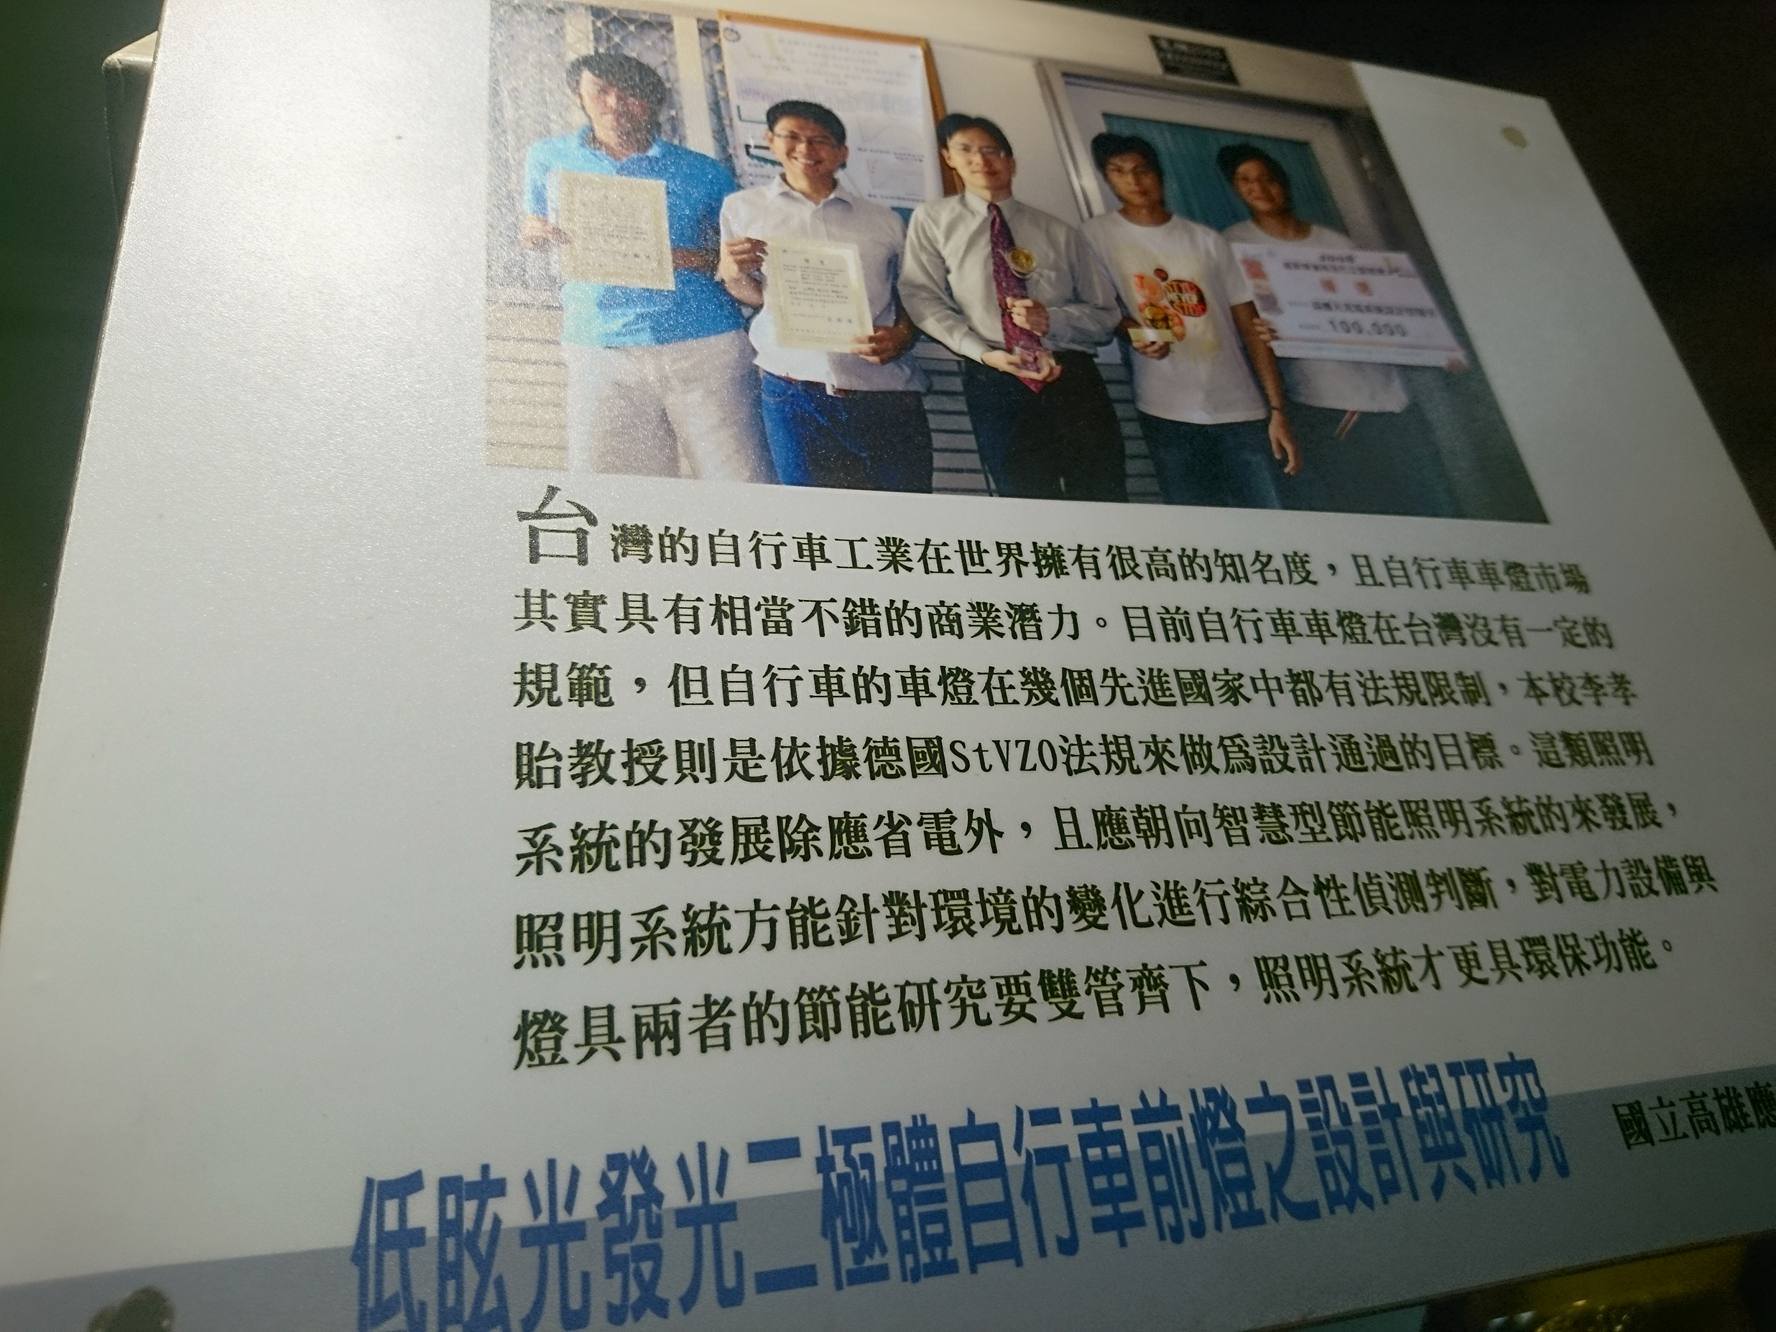 100,000
台灣的自行車工業在世界擁有很高的知名度，且自行車車燈市場
其實具有相當不錯的商業潛力。目前自行車車燈在台灣沒有一定的
規範，但自行車的車燈在幾個先進國家中都有法規限制，本校李孝
貽教授則是依據德國StVZO法規來做為設計通過的目標。這類照明
系統的發展除應省電外，且應朝向智慧型節能照明系統的來發展，
照明系統方能針對環境的變化進行綜合性偵測判斷，對電力設備與
燈具兩者的節能研究要雙管齊下，照明系統才更具環保功能。
低眩光發光二極體自行車前燈之設計與研究
國立高雄應